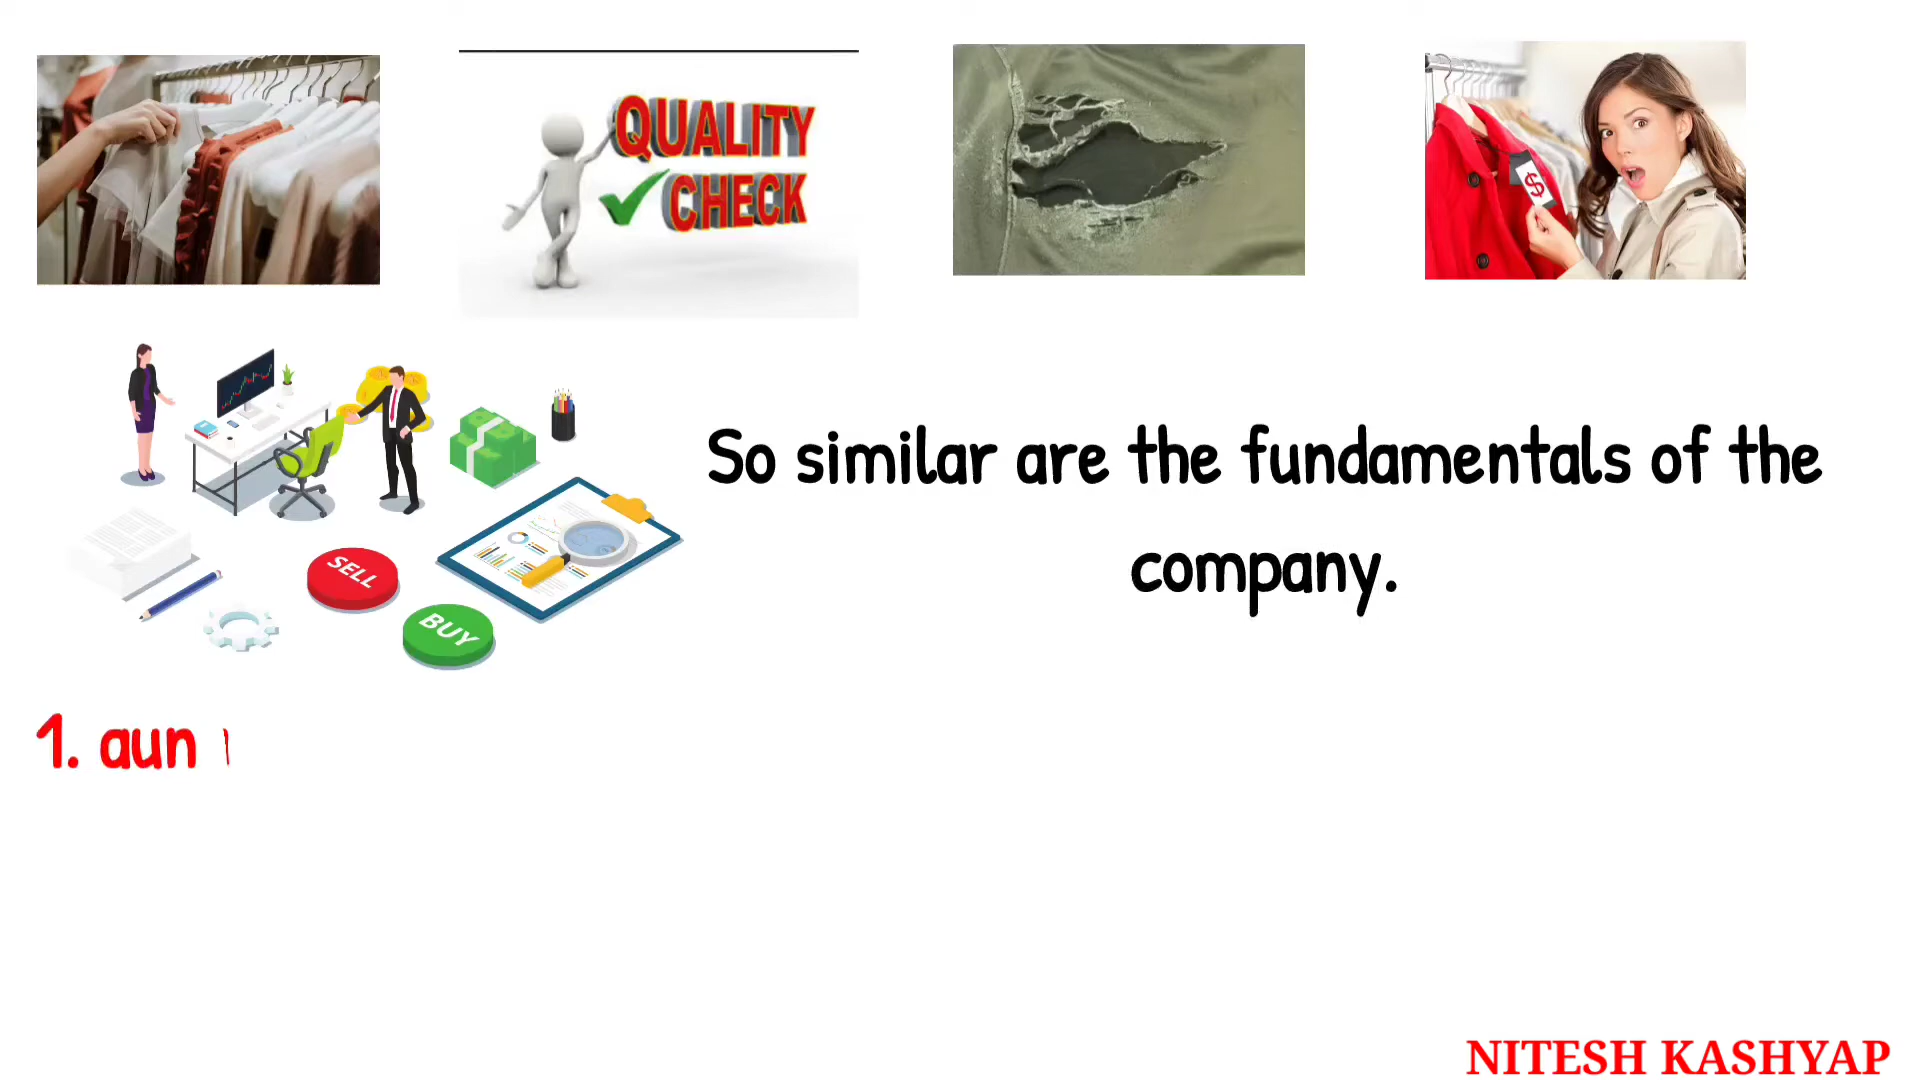 QUALITY
CHECK
$
So similar are the fundamentals of the
company.
SELL
BUY
1. aun
NITESH KASHYAP